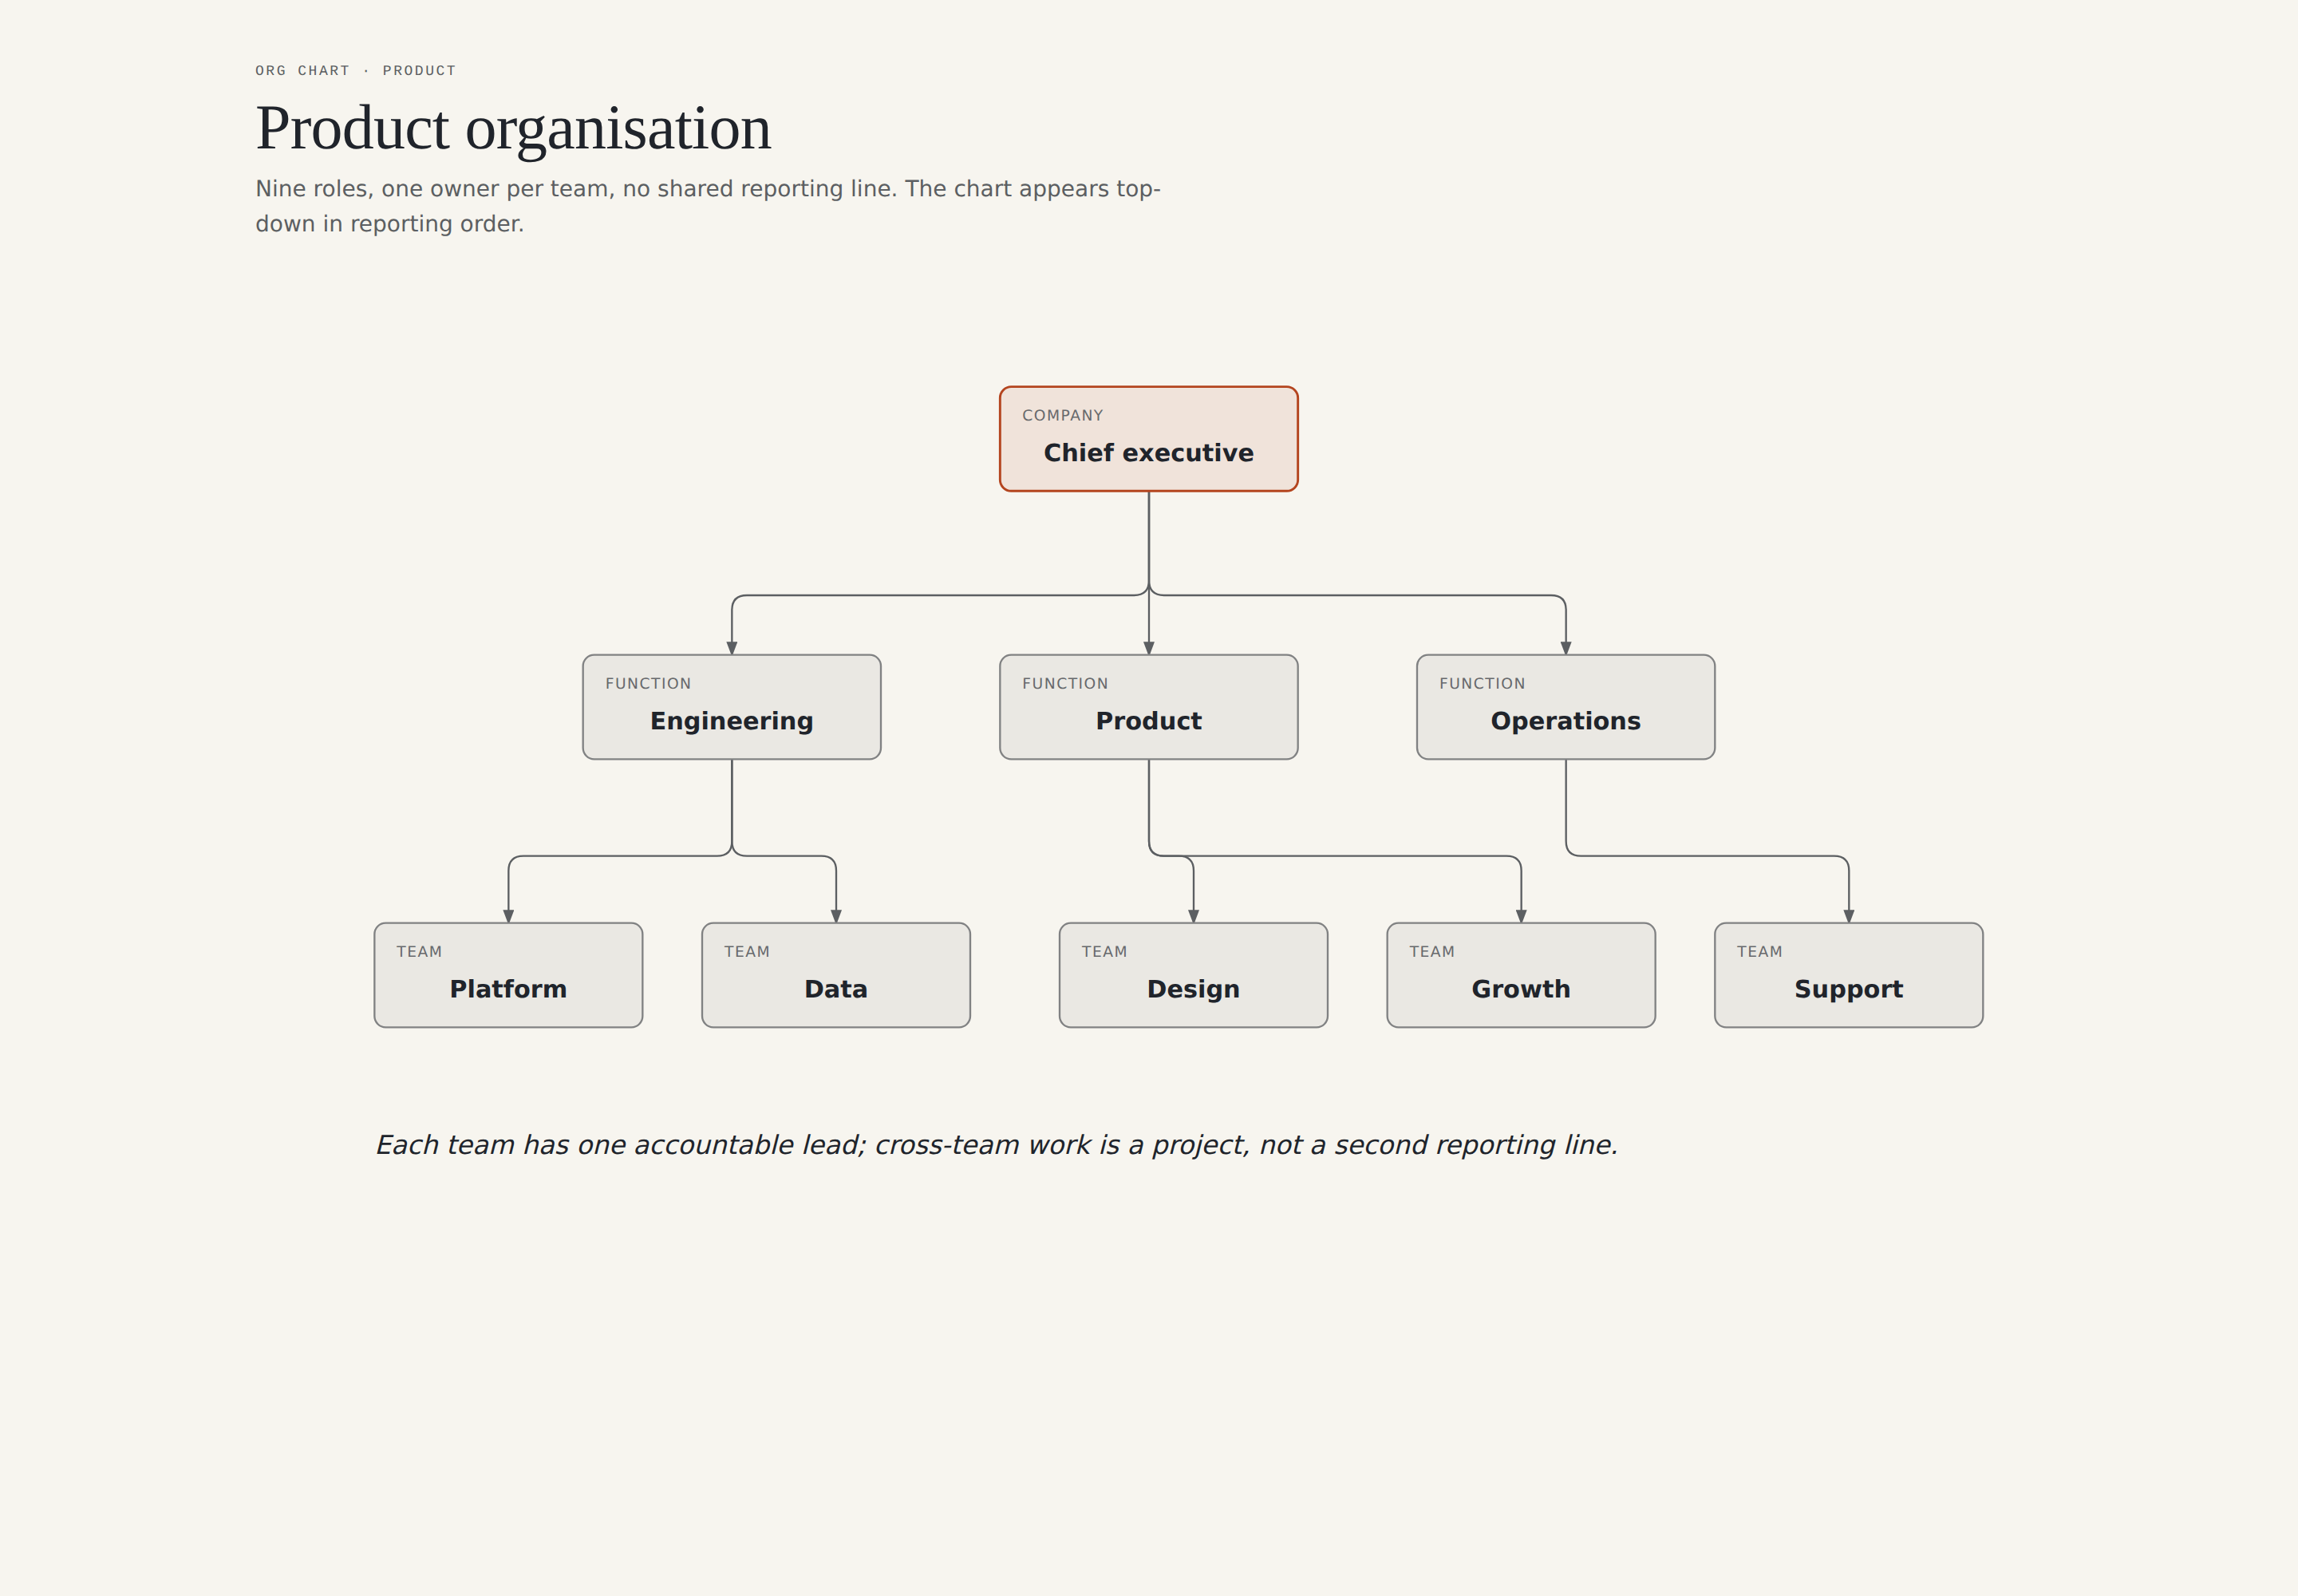 ORG CHART · PRODUCT
Product organisation
Nine roles, one owner per team, no shared reporting line. The chart appears top-
down in reporting order.
COMPANY
Chief executive
FUNCTION
Engineering
FUNCTION
Product
FUNCTION
Operations
TEAM
Platform
TEAM
Data
TEAM
Design
TEAM
Growth
TEAM
Support
Each team has one accountable lead; cross-team work is a project, not a second reporting line.